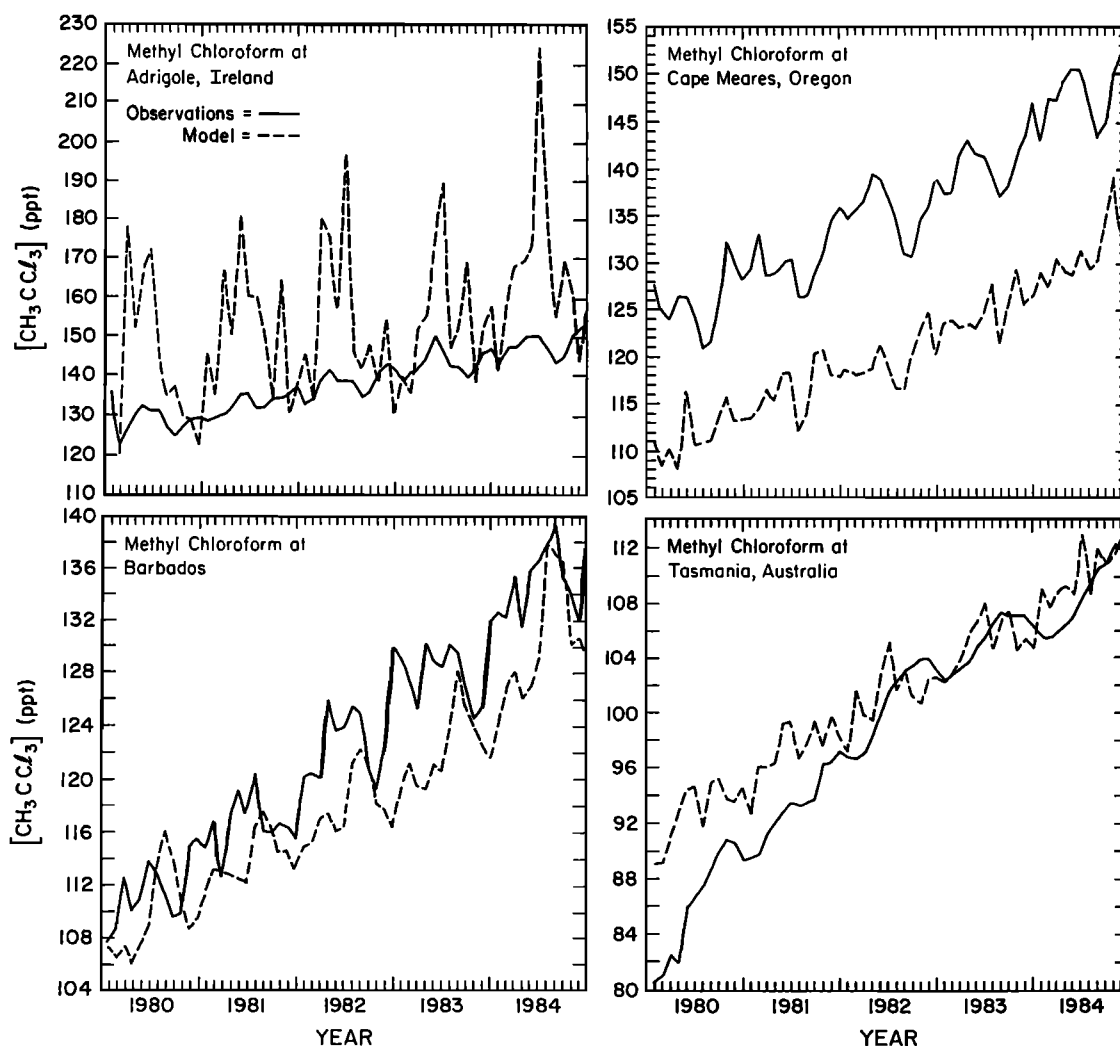 Methyl Chloroform at
Adrigole, Ireland
Observations =
Model =
230
220
210
200
190
180
170
160
150
140
130
120
110
[CH₃CCl₃] (ppt)
Methyl Chloroform at
Cape Meares, Oregon
155
150
145
140
135
130
125
120
115
110
105
Methyl Chloroform at
Barbados
140
136
132
128
124
120
116
112
108
104
[CH₃CCl₃] (ppt)
1980 1981 1982 1983 1984
YEAR
Methyl Chloroform at
Tasmania, Australia
112
108
104
100
96
92
88
84
80
1980 1981 1982 1983 1984
YEAR